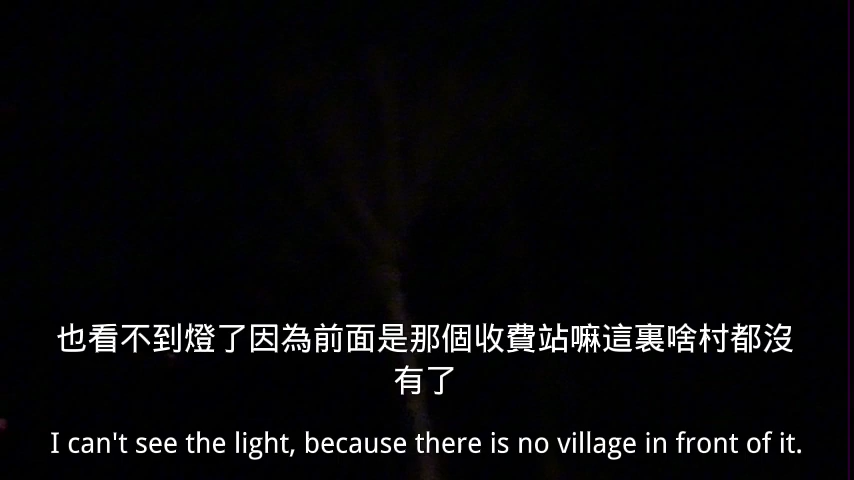 也看不到燈了因為前面是那個收費站嘛這裏啥村都沒
有了
I can't see the light, because there is no village in front of it.